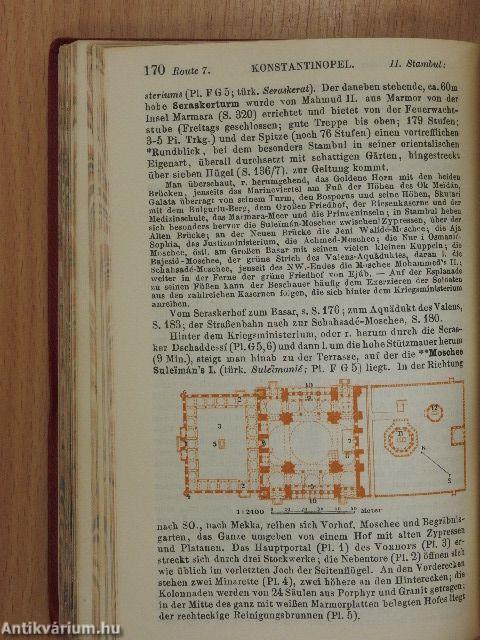 170 Route 7. KONSTANTINOPEL. II. Stambul:
steriums (Pl. F G 5; türk. Seraskerat). Der daneben stehende, ca. 60m
hohe Seraskerturm wurde von Mahmud II. aus Marmor von der
Insel Marmara (S. 320) errichtet und bietet von der Feuerwacht-
stube (Freitags geschlossen; gute Treppe bis oben; 179 Stufen;
3-5 Pi. Trkg.) und der Spitze (noch 76 Stufen) einen vortrefflichen
*Rundblick, bei dem besonders Stambul in seiner orientalischen
Eigenart, überall durchsetzt mit schattigen Gärten, hingestreckt
über sieben Hügel (S. 136/7). zur Geltung kommt.
Man überschaut, r. herumgehend, das Goldene Horn mit den beiden
Brücken, jenseits das Marineviertel am Fuß der Höhen des Ok Meidán,
Galata überragt von seinem Turm, den Bosporus und seine Höhen, Skutari
mit dem Bulgurlu-Berg, dem Großen Friedhof, der Riesenkaserne und der
Medizinschule, das Marmara-Meer und die Prinzeninseln; in Stambul heben
sich besonders hervor die Suleimán-Moschee zwischen Zypressen, über der
Alten Brücke; an der Neuen Brücke die Jeni Walidé-Moschee; die Ajá
Sophia, das Justizministerium, die Achmed-Moschee; die Nur i Osmanié-
Moschee, östl. am Großen Basar mit seinen vielen kleinen Kuppeln; die
Bajesid-Moschee, der grüne Strich des Valens-Aquäduktes, daran l. die
Schahsadé-Moschee, jenseit des NW.-Endes die Moschee Mohammed's II.;
weiter in der Ferne der grüne Friedhof von Ejúb. — Auf der Esplanade
zu seinen Füßen kann der Beschauer häufig dem Exerzieren der Soldaten
aus den zahlreichen Kasernen folgen, die sich hinter dem Kriegsministerium
anreihen.
Vom Seraskerhof zum Basar, s. S. 176; zum Aquädukt des Valens,
S. 183; der Straßenbahn nach zur Schahsadé-Moschee, S. 180.
Hinter dem Kriegsministerium, oder r. herum durch die Seras-
ker Dschaddessí (Pl. G 5, 6) und dann l. um die hohe Stützmauer herum
(9 Min.), steigt man hinab zu der Terrasse, auf der die **Moschee
Suleïmán's I. (türk. Suleïmanié; Pl. F G 5) liegt. In der Richtung
1:2400 Meter
nach SO., nach Mekka, reihen sich Vorhof, Moschee und Begräbnis-
garten, das Ganze umgeben von einem Hof mit alten Zypressen
und Platanen. Das Hauptportal (Pl. 1) des Vorhofs (Pl. 3) er-
streckt sich durch drei Stockwerke; die Nebentore (Pl. 2) öffnen sich
wie üblich im vorletzten Joch der Seitenflügel. An den Vorderecken
stehen zwei Minarette (Pl. 4), zwei höhere an den Hinterecken; die
Kolonnaden werden von 24 Säulen aus Porphyr und Granit getragen;
in der Mitte des ganz mit weißen Marmorplatten belegten Hofes liegt
der rechteckige Reinigungsbrunnen (Pl. 5).
Antikvárium.hu